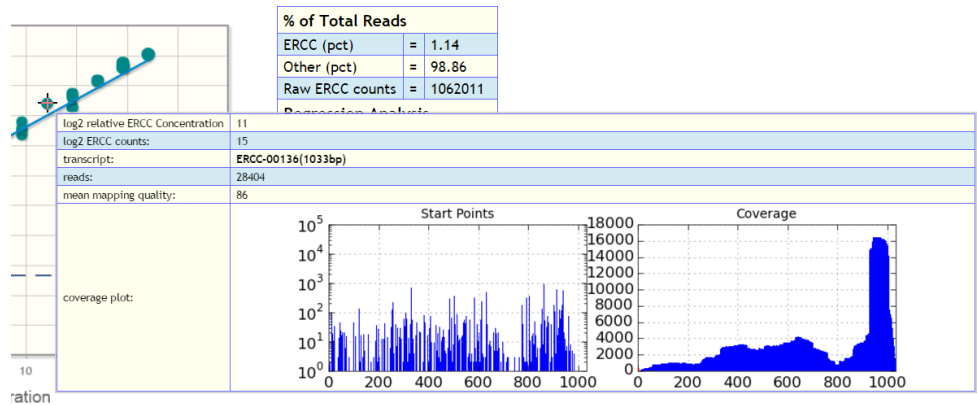 % of Total Reads
ERCC (pct) = 1.14
Other (pct) = 98.86
Raw ERCC counts = 1062011
Regression Analysis
log2 relative ERCC Concentration 11
log2 ERCC counts: 15
transcript: ERCC-00136(1033bp)
reads: 28404
mean mapping quality: 86
coverage plot:
Start Points
10^5
10^4
10^3
10^2
10^1
10^0
0 200 400 600 800 1000
Coverage
18000
16000
14000
12000
10000
8000
6000
4000
2000
0
0 200 400 600 800 1000
10
ration